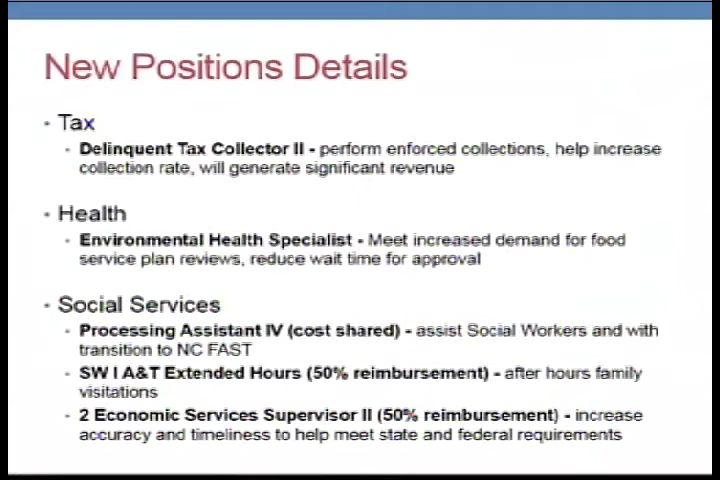 New Positions Details
• Tax
• Delinquent Tax Collector II - perform enforced collections, help increase
collection rate, will generate significant revenue
• Health
• Environmental Health Specialist - Meet increased demand for food
service plan reviews, reduce wait time for approval
• Social Services
• Processing Assistant IV (cost shared) - assist Social Workers and with
transition to NC FAST
• SW I A&T Extended Hours (50% reimbursement) - after hours family
visitations
• 2 Economic Services Supervisor II (50% reimbursement) - increase
accuracy and timeliness to help meet state and federal requirements